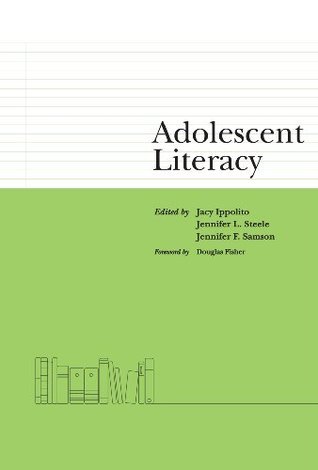 Adolescent
Literacy
Edited by Jacy Ippolito
Jennifer L. Steele
Jennifer F. Samson
Foreword by Douglas Fisher